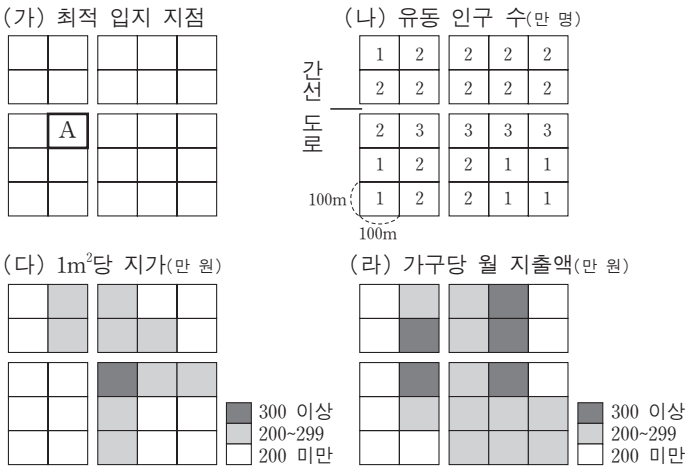 (가) 최적 입지 지점
A
(나) 유동 인구 수(만 명)
간선 도로
1 2 2 2 2
2 2 2 2 2
2 3 3 3 3
1 2 2 1 1
1 2 2 1 1
100m
100m
(다) 1m²당 지가(만 원)
300 이상
200~299
200 미만
(라) 가구당 월 지출액(만 원)
300 이상
200~299
200 미만